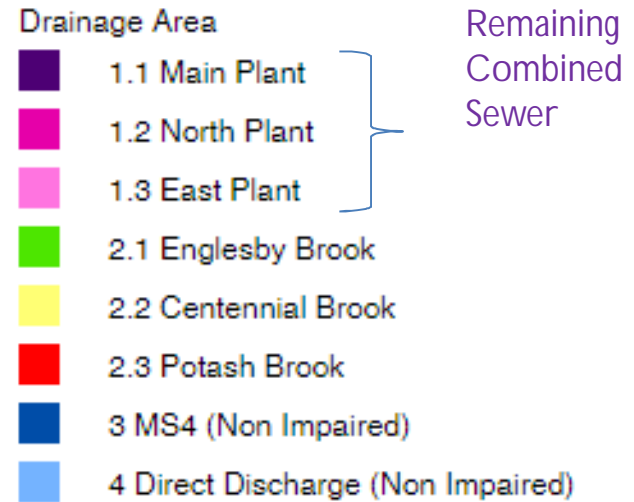 Drainage Area
1.1 Main Plant
1.2 North Plant
1.3 East Plant
2.1 Englesby Brook
2.2 Centennial Brook
2.3 Potash Brook
3 MS4 (Non Impaired)
4 Direct Discharge (Non Impaired)
Remaining
Combined
Sewer